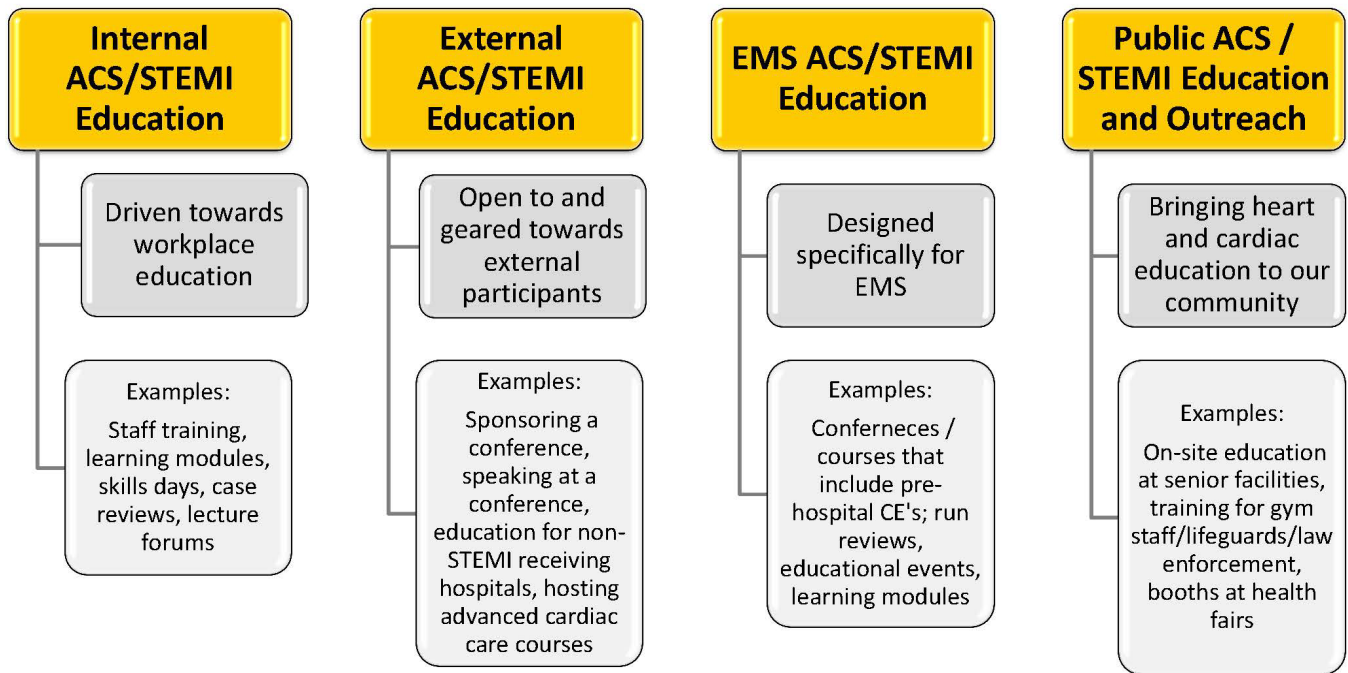 Internal
ACS/STEMI
Education
Driven towards
workplace
education
Examples:
Staff training,
learning modules,
skills days, case
reviews, lecture
forums
External
ACS/STEMI
Education
Open to and
geared towards
external
participants
Examples:
Sponsoring a
conference,
speaking at a
conference,
education for non-
STEMI receiving
hospitals, hosting
advanced cardiac
care courses
EMS ACS/STEMI
Education
Designed
specifically for
EMS
Examples:
Conferneces /
courses that
include pre-
hospital CE's; run
reviews,
educational events,
learning modules
Public ACS /
STEMI Education
and Outreach
Bringing heart
and cardiac
education to our
community
Examples:
On-site education
at senior facilities,
training for gym
staff/lifeguards/law
enforcement,
booths at health
fairs